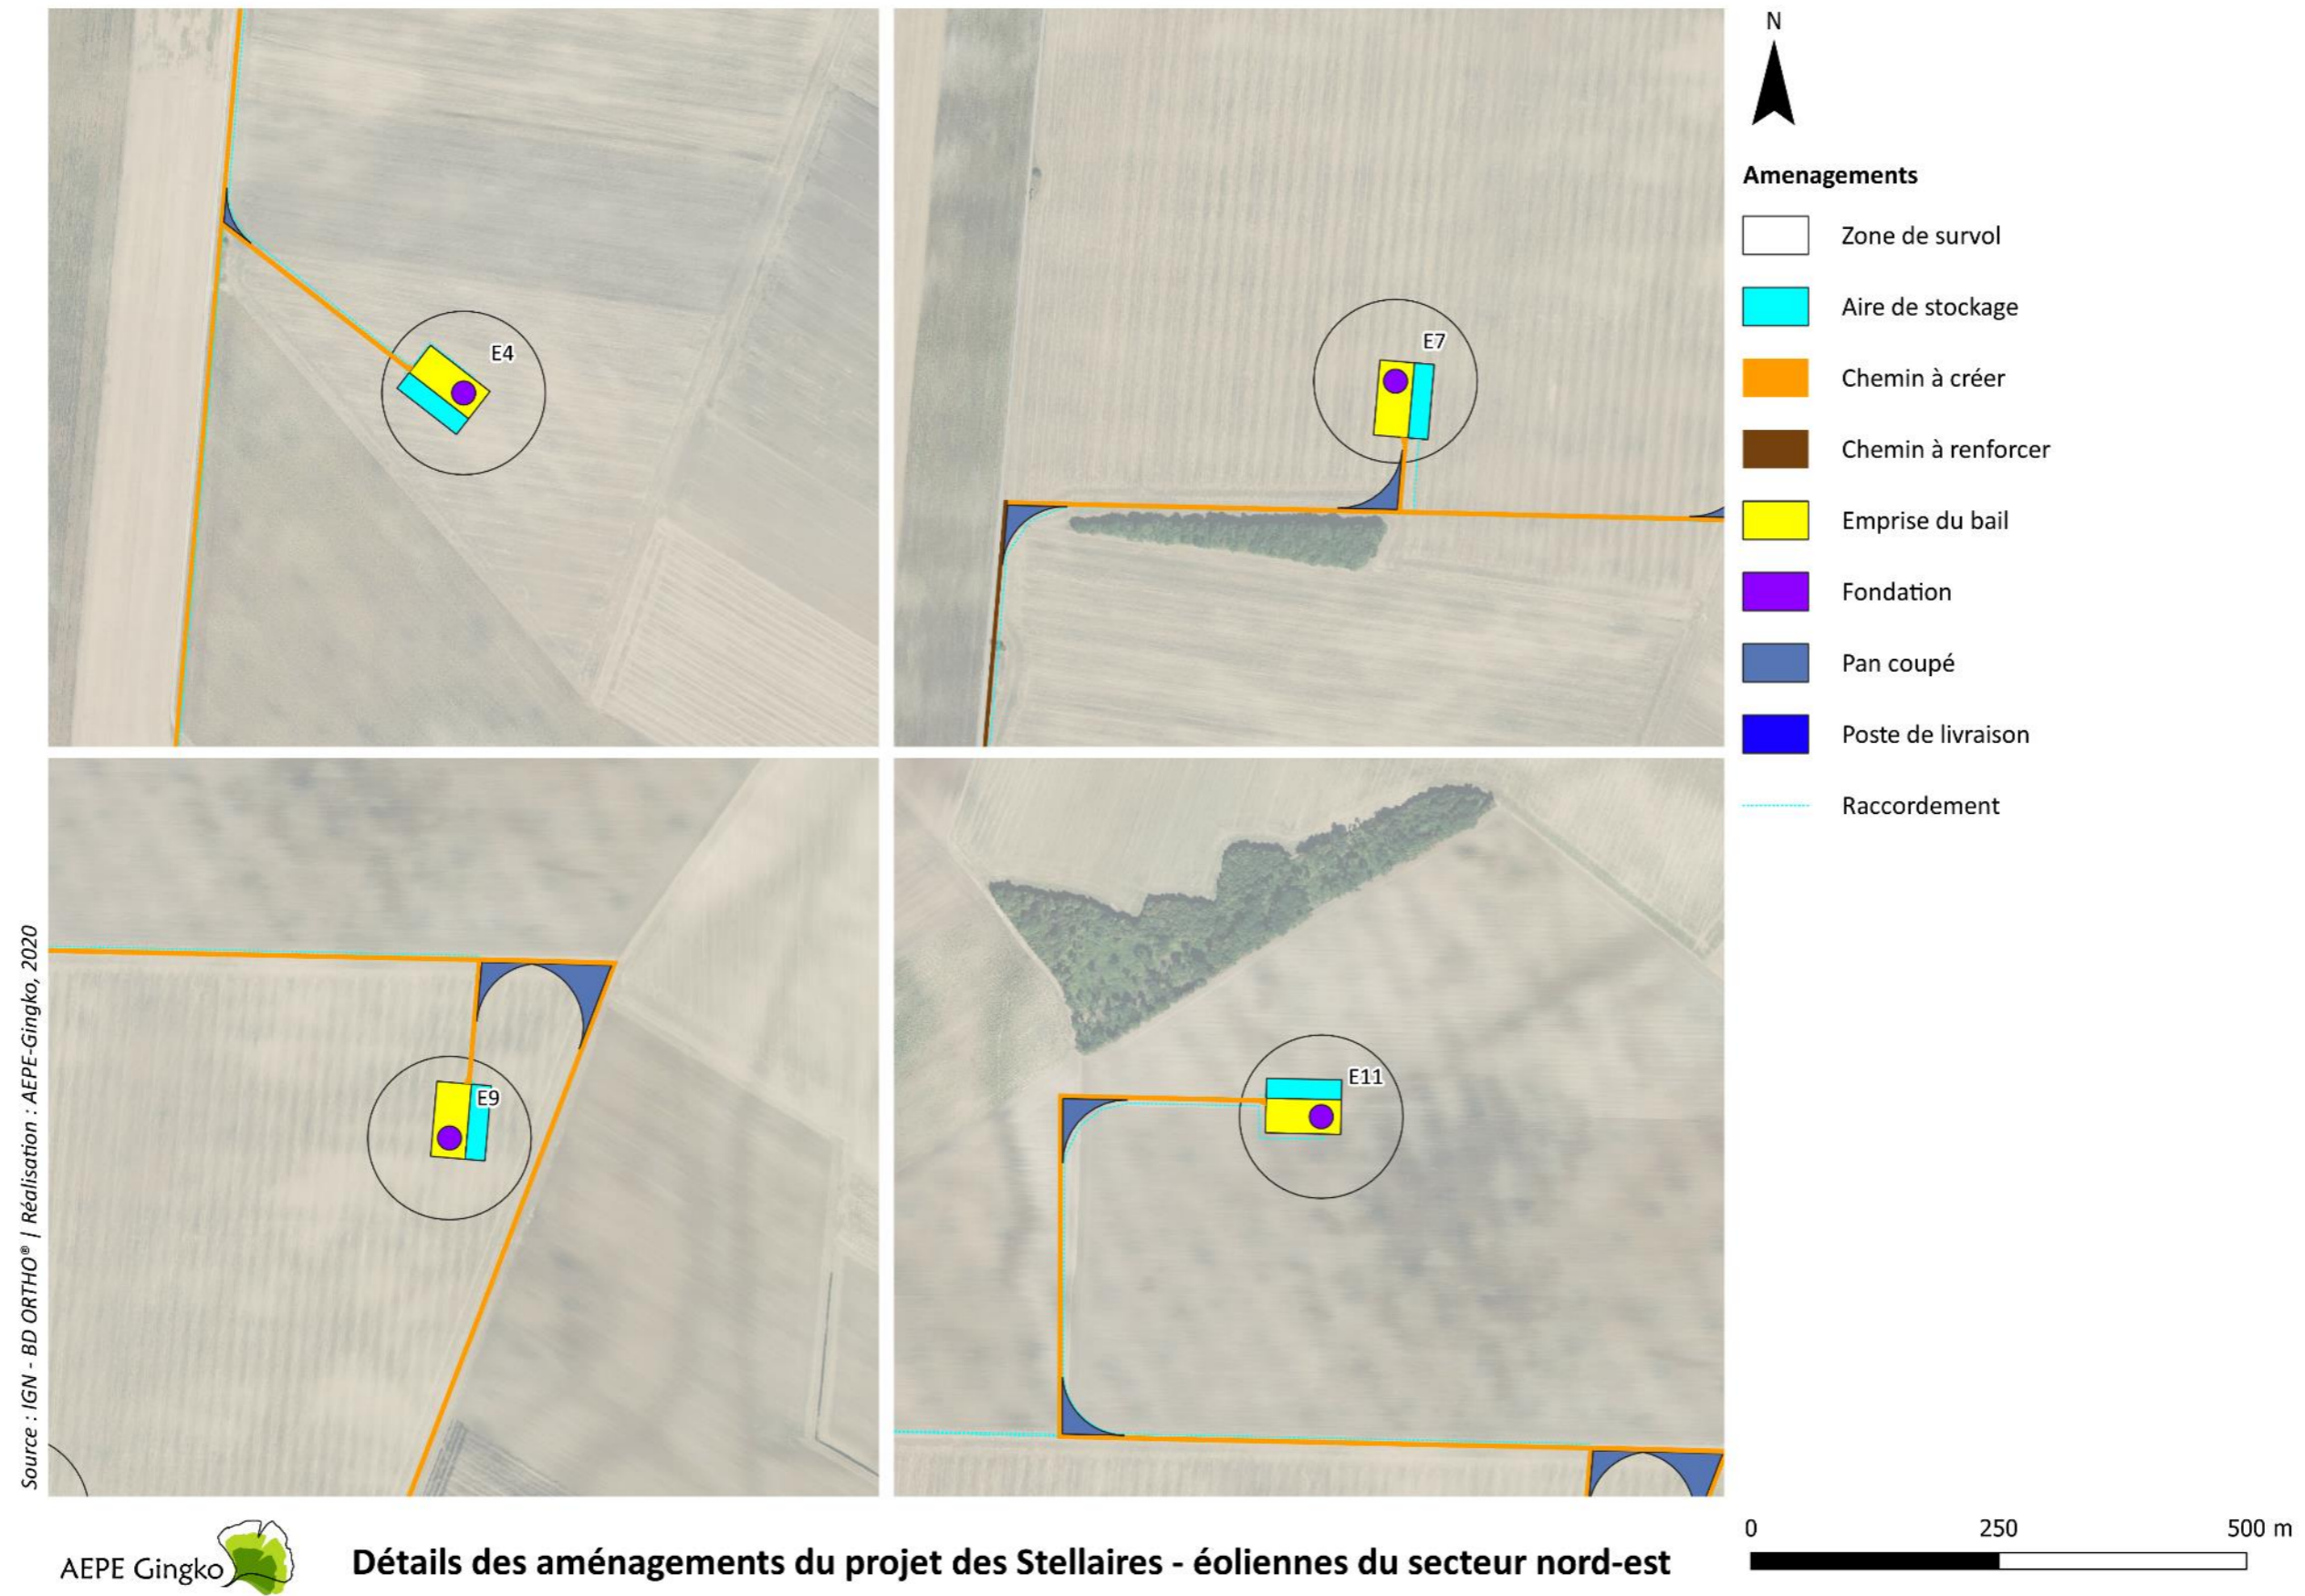 E4
E7
E9
E11
N
Amenagements
Zone de survol
Aire de stockage
Chemin à créer
Chemin à renforcer
Emprise du bail
Fondation
Pan coupé
Poste de livraison
Raccordement
Source : IGN - BD ORTHO® | Réalisation : AEPE-Gingko, 2020
AEPE Gingko
Détails des aménagements du projet des Stellaires - éoliennes du secteur nord-est
0 250 500 m